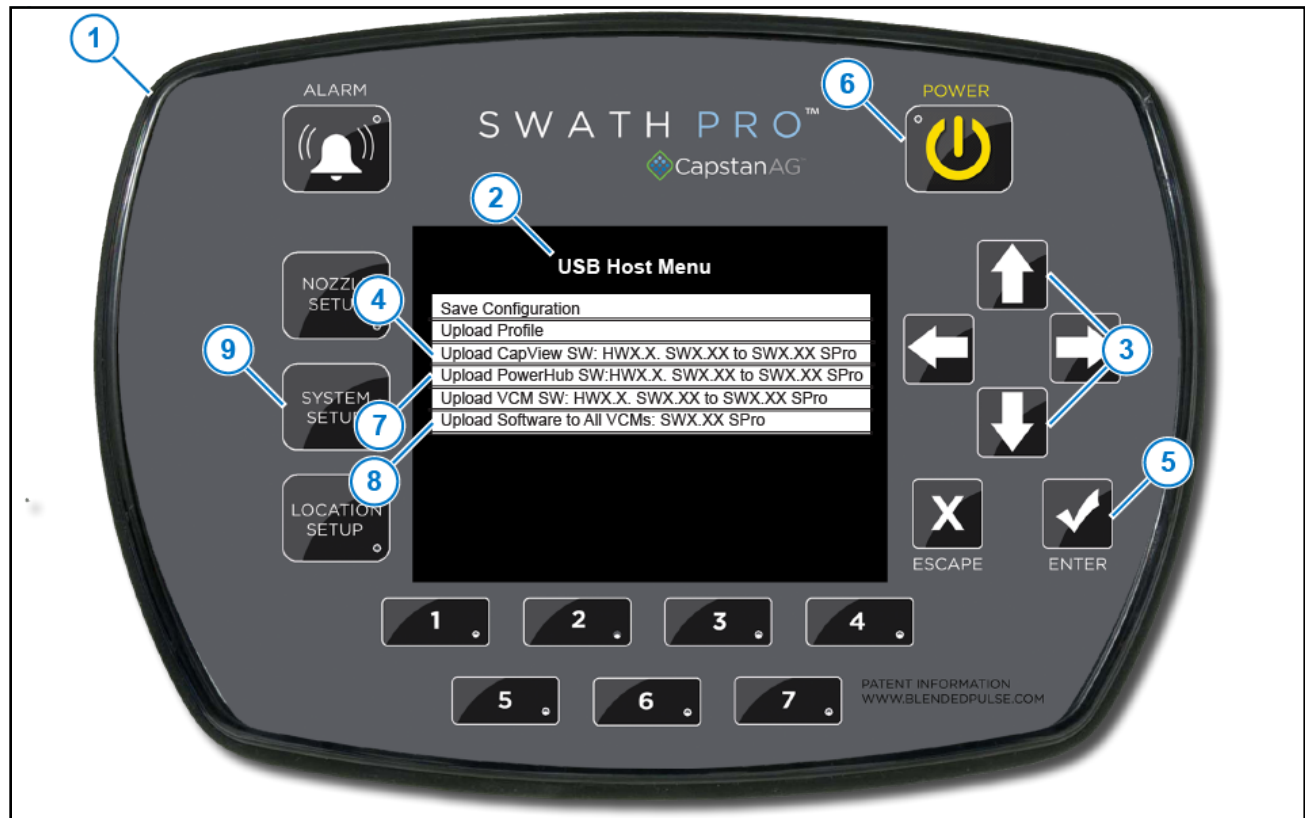 1
ALARM
6
POWER
SWATH PRO™
CapstanAG™
2
USB Host Menu
NOZZLE
SETUP
4
3
9
SYSTEM
SETUP
7
8
5
Save Configuration
Upload Profile
Upload CapView SW: HWX.X. SWX.XX to SWX.XX SPro
Upload PowerHub SW:HWX.X. SWX.XX to SWX.XX SPro
Upload VCM SW: HWX.X. SWX.XX to SWX.XX SPro
Upload Software to All VCMs: SWX.XX SPro
LOCATION
SETUP
X
ESCAPE
ENTER
1
2
3
4
5
6
7
PATENT INFORMATION
WWW.BLENDEDPULSE.COM